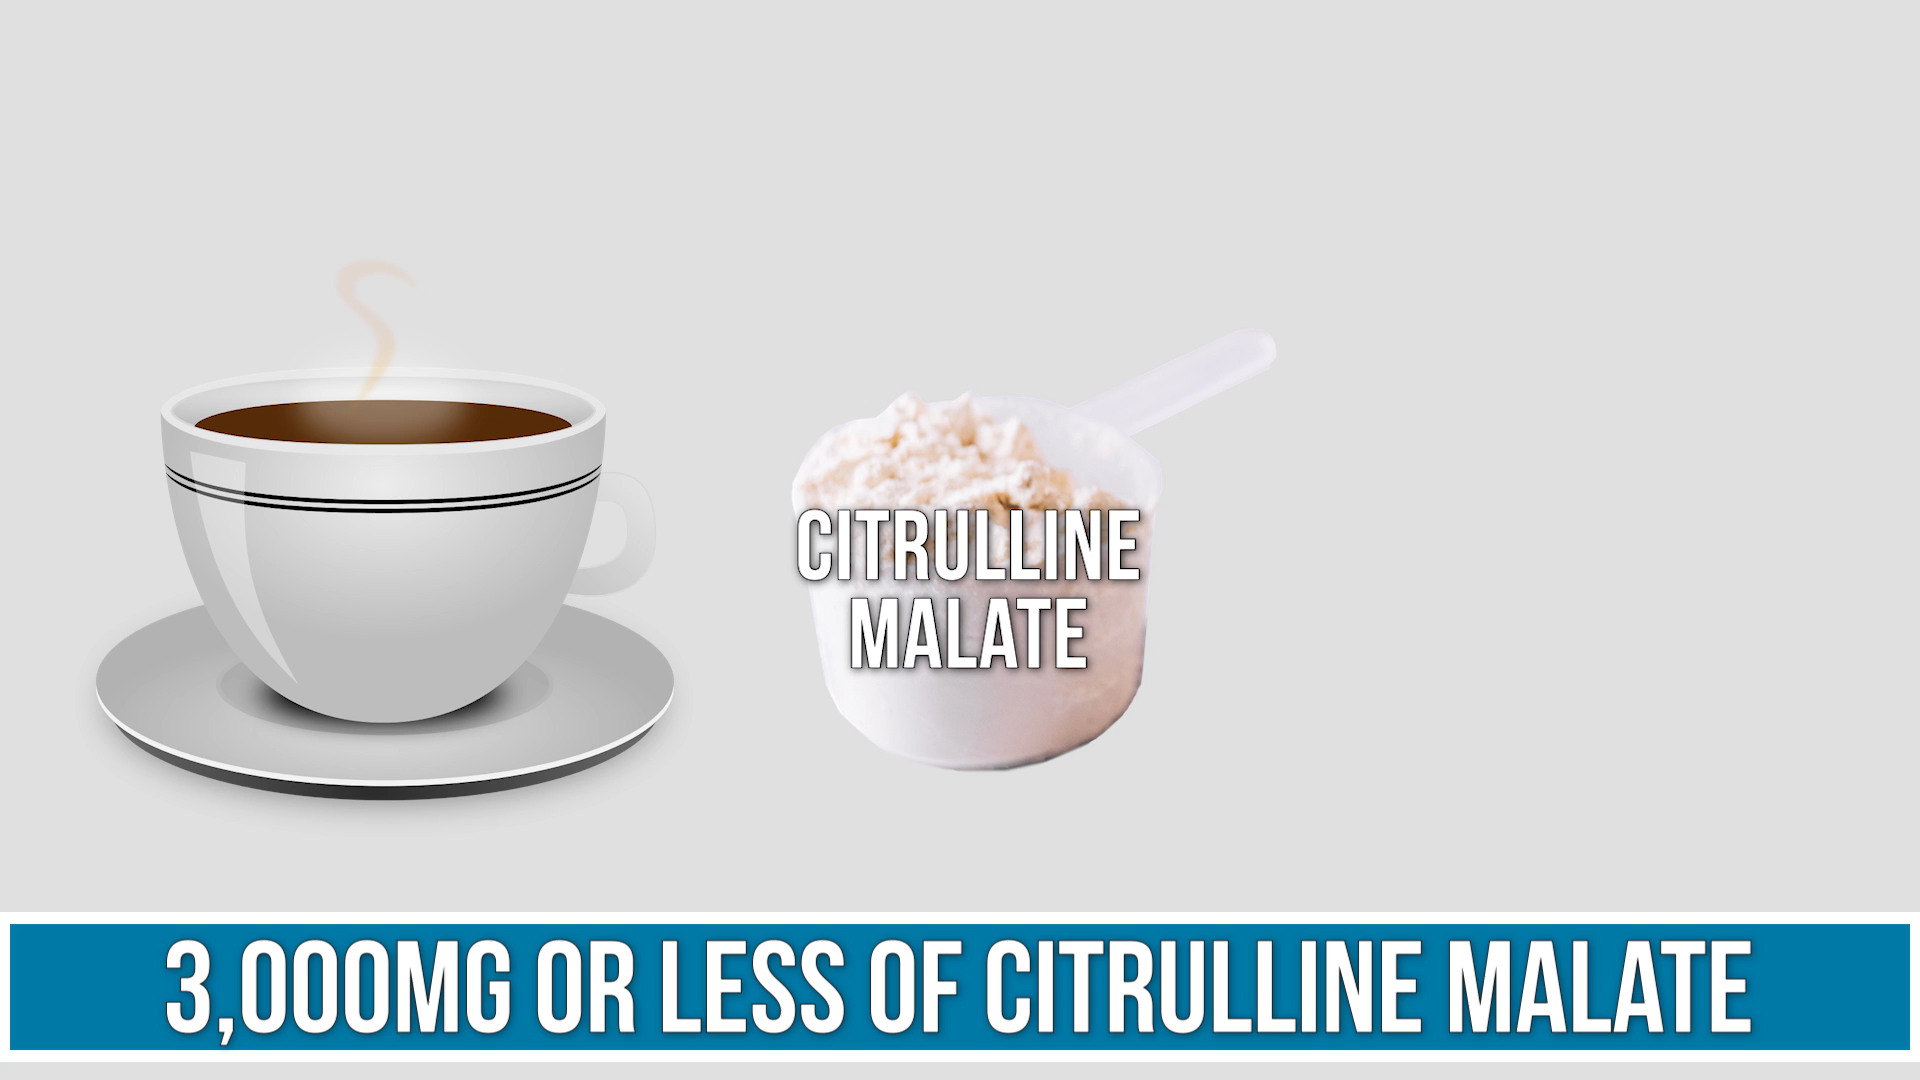 CITRULLINE
MALATE
3,000MG OR LESS OF CITRULLINE MALATE